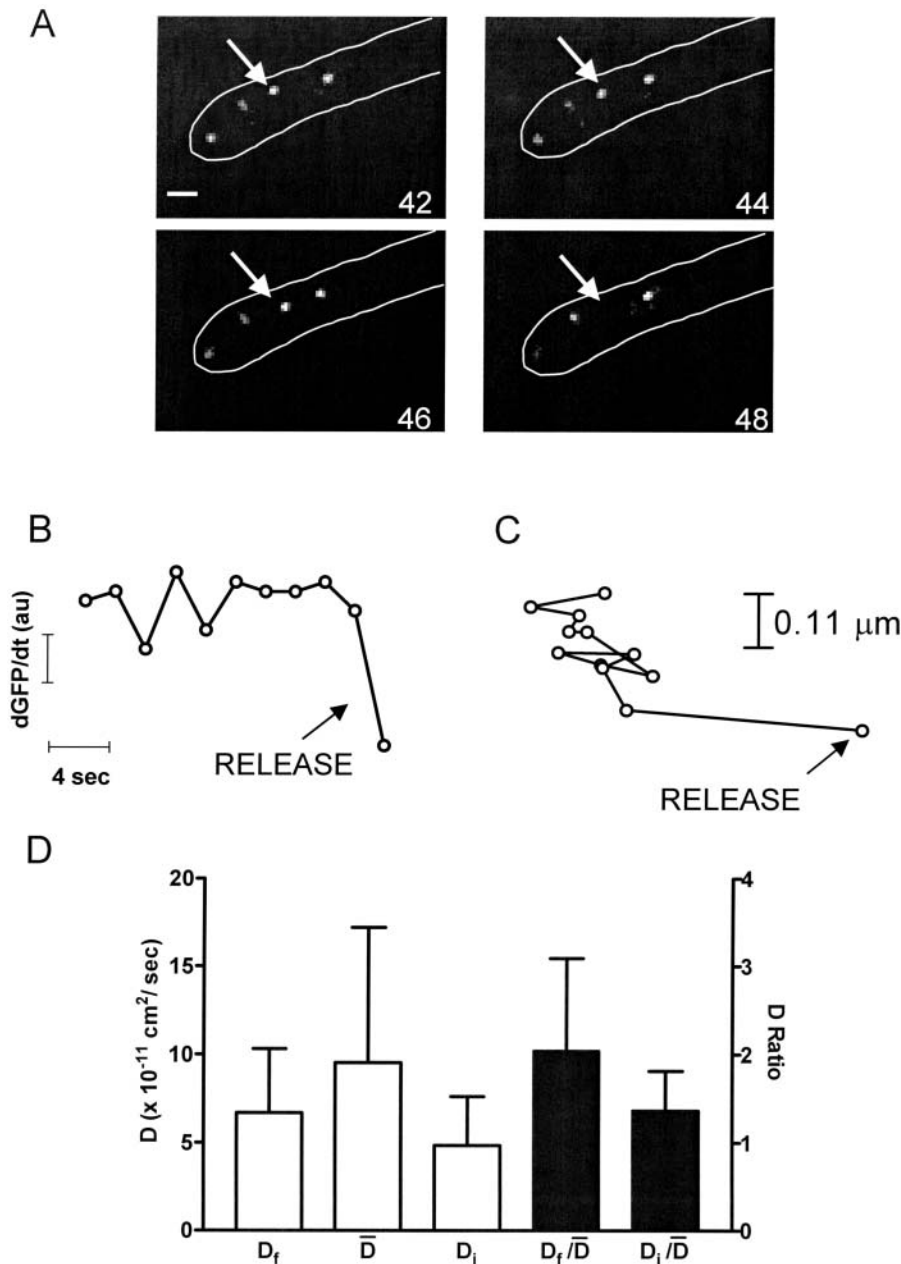 A
42
44
46
48
B
C
dGFP/dt (au)
4 sec
RELEASE
0.11 μm
RELEASE
D
D (x 10⁻¹¹ cm²/ sec)
20
15
10
5
0
D Ratio
4
3
2
1
0
D_f
D̅
D_i
D_f /D̅
D_i /D̅